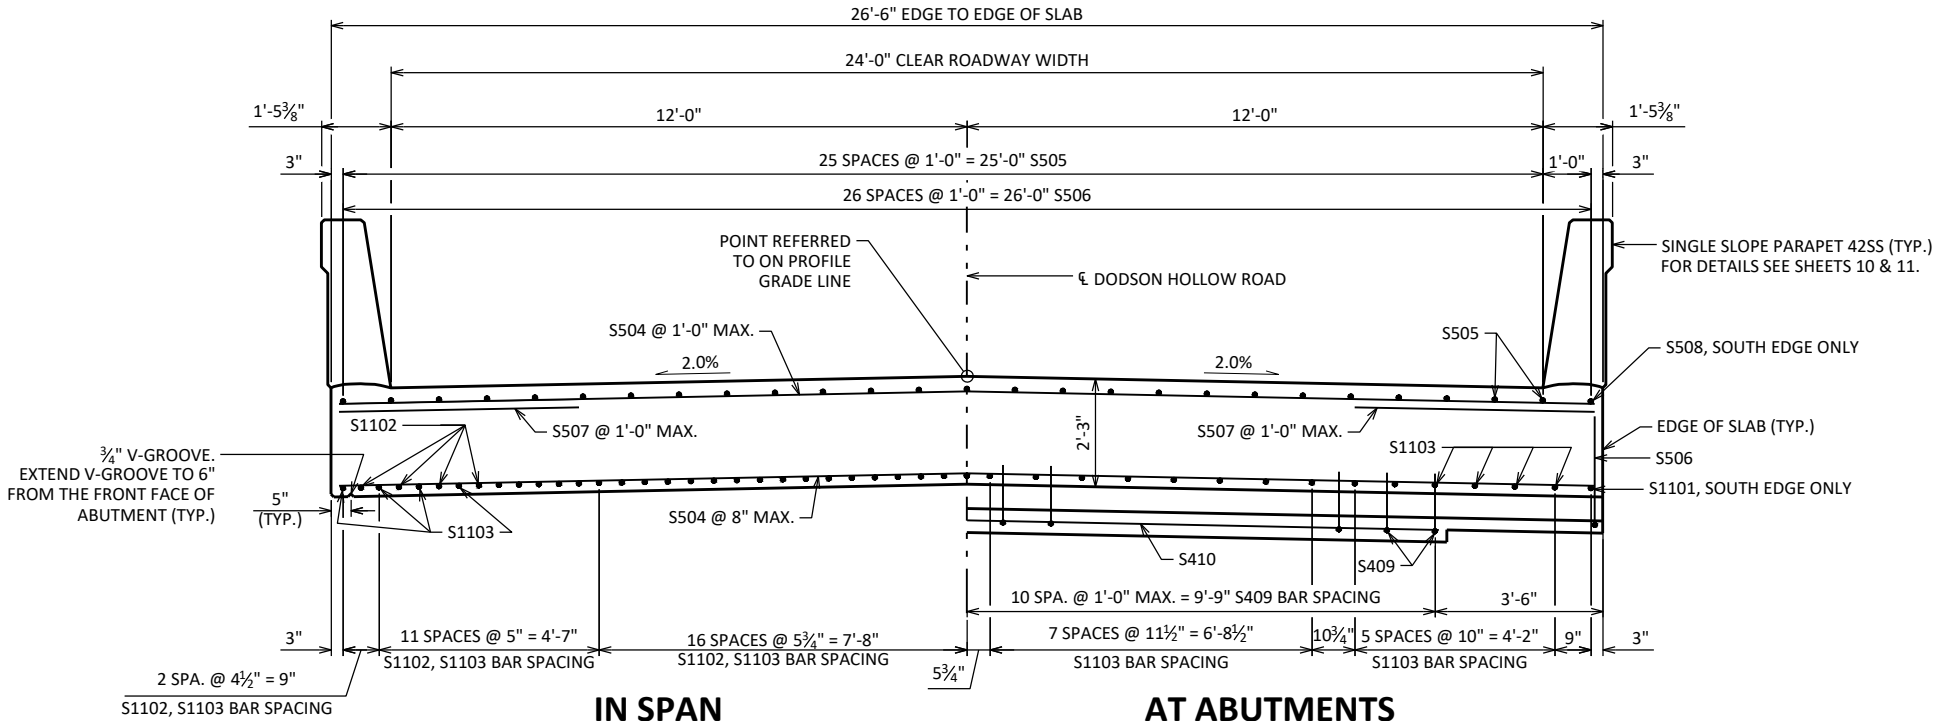 26'-6" EDGE TO EDGE OF SLAB
24'-0" CLEAR ROADWAY WIDTH
1'-5⅜"
12'-0"
12'-0"
1'-5⅜"
3"
25 SPACES @ 1'-0" = 25'-0" S505
1'-0"
3"
26 SPACES @ 1'-0" = 26'-0" S506
POINT REFERRED
TO ON PROFILE
GRADE LINE
℄ DODSON HOLLOW ROAD
SINGLE SLOPE PARAPET 42SS (TYP.)
FOR DETAILS SEE SHEETS 10 & 11.
S504 @ 1'-0" MAX.
S505
S508, SOUTH EDGE ONLY
2.0%
2.0%
S1102
S507 @ 1'-0" MAX.
2'-3"
S507 @ 1'-0" MAX.
S1103
EDGE OF SLAB (TYP.)
S506
S1101, SOUTH EDGE ONLY
¾" V-GROOVE.
EXTEND V-GROOVE TO 6"
FROM THE FRONT FACE OF
ABUTMENT (TYP.)
5"
(TYP.)
S1103
S504 @ 8" MAX.
S410
S409
10 SPA. @ 1'-0" MAX. = 9'-9" S409 BAR SPACING
3'-6"
3"
11 SPACES @ 5" = 4'-7"
S1102, S1103 BAR SPACING
16 SPACES @ 5¾" = 7'-8"
S1102, S1103 BAR SPACING
7 SPACES @ 11½" = 6'-8½"
S1103 BAR SPACING
10¾"
5 SPACES @ 10" = 4'-2"
S1103 BAR SPACING
9"
3"
5¾"
2 SPA. @ 4½" = 9"
S1102, S1103 BAR SPACING
IN SPAN
AT ABUTMENTS